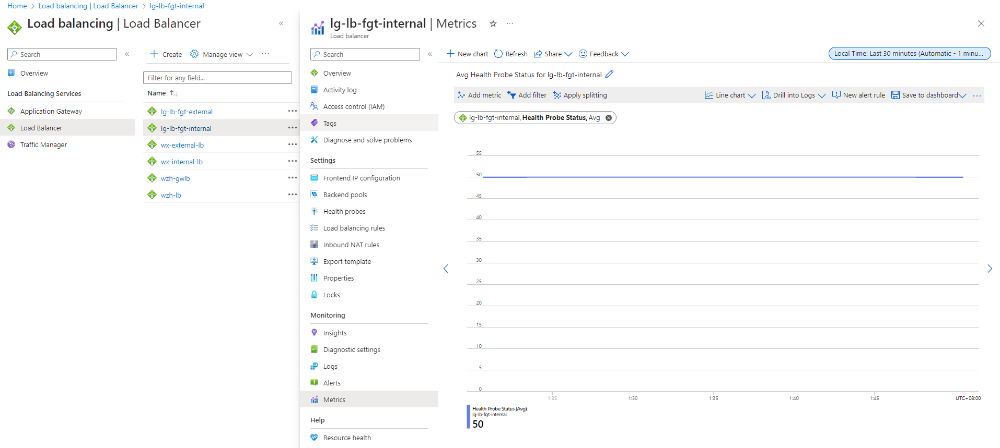 Home > Load balancing | Load Balancer > lg-lb-fgt-internal
Load balancing | Load Balancer
«
Search
«
Overview
Load Balancing Services
Application Gateway
Load Balancer
Traffic Manager
Create
Manage view
···
Filter for any field...
Name ↑↓
lg-lb-fgt-external
lg-lb-fgt-internal
wx-external-lb
wx-internal-lb
wzh-gwlb
wzh-lb
lg-lb-fgt-internal | Metrics
Load balancer
Search
«
Overview
Activity log
Access control (IAM)
Tags
Diagnose and solve problems
Settings
Frontend IP configuration
Backend pools
Health probes
Load balancing rules
Inbound NAT rules
Export template
Properties
Locks
Monitoring
Insights
Diagnostic settings
Logs
Alerts
Metrics
Help
Resource health
New chart
Refresh
Share
Feedback
Local Time: Last 30 minutes (Automatic - 1 minu...
Avg Health Probe Status for lg-lb-fgt-internal
Add metric
Add filter
Apply splitting
Line chart
Drill into Logs
New alert rule
Save to dashboard
···
lg-lb-fgt-internal, Health Probe Status, Avg
55
50
45
40
35
30
25
20
15
10
5
0
1:25
1:30
1:35
1:40
1:45
UTC+08:00
Health Probe Status (Avg)
lg-lb-fgt-internal
50